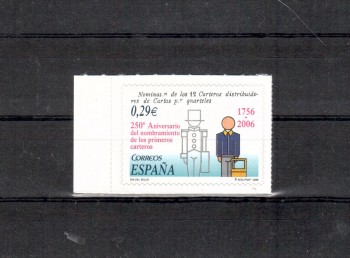 Nomina s.n de los 12 Carteros distribuido-
res de Cartas p.r quarteles
0,29€
1756
-
2006
250º Aniversario
del nombramiento
de los primeros
carteros
CORREOS
ESPAÑA